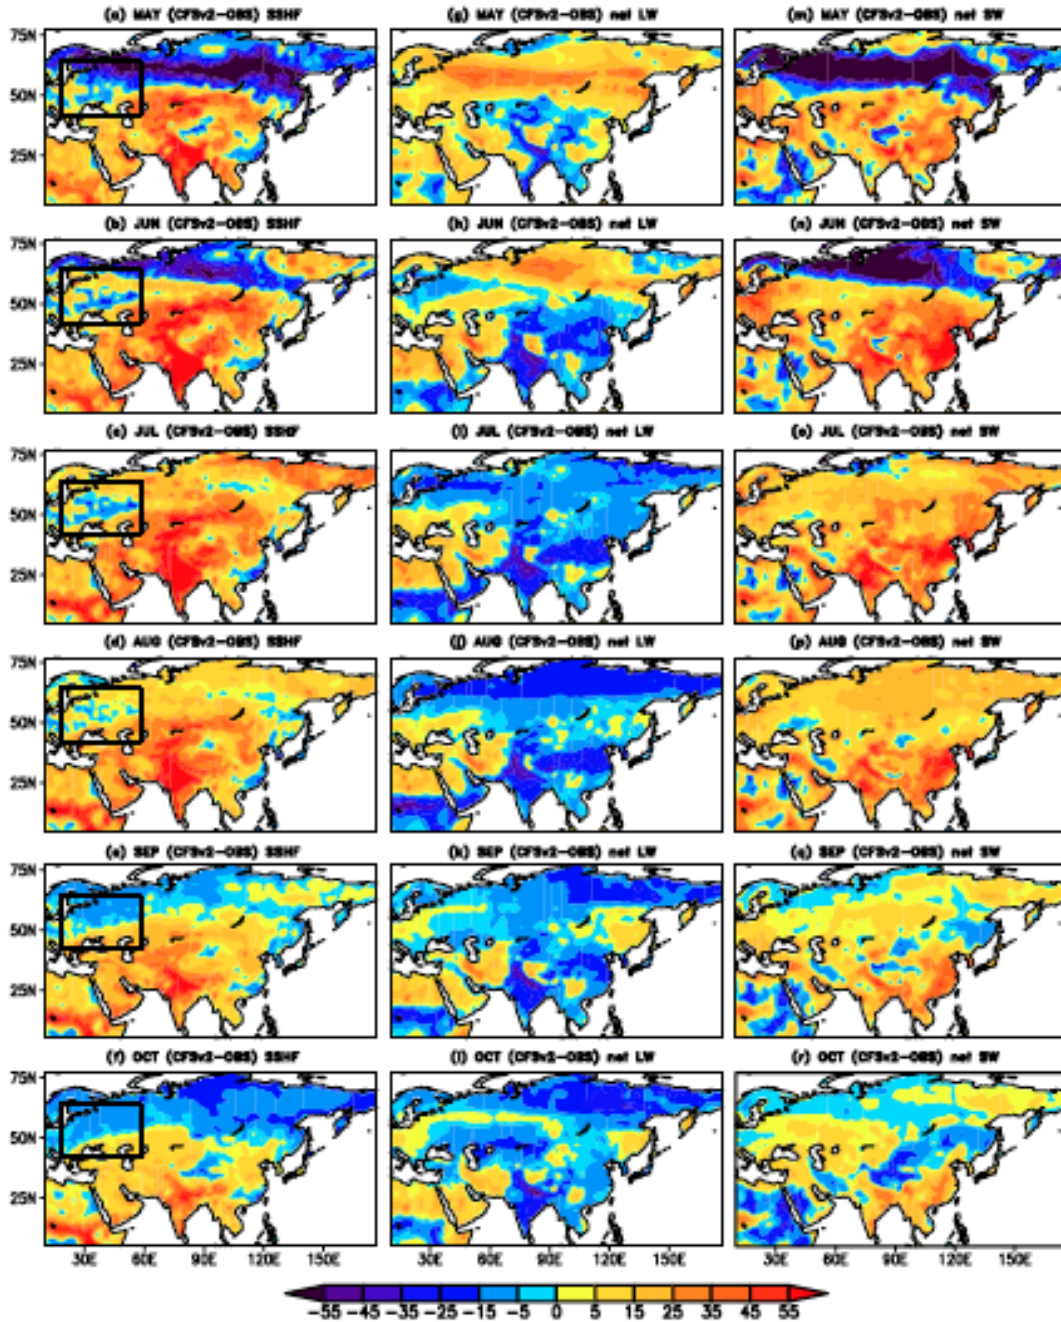 (a) MAY (CFSv2-OBS) SSHF (g) MAY (CFSv2-OBS) net LW (m) MAY (CFSv2-OBS) net SW
75N
50N
25N
(b) JUN (CFSv2-OBS) SSHF (h) JUN (CFSv2-OBS) net LW (n) JUN (CFSv2-OBS) net SW
75N
50N
25N
(c) JUL (CFSv2-OBS) SSHF (i) JUL (CFSv2-OBS) net LW (o) JUL (CFSv2-OBS) net SW
75N
50N
25N
(d) AUG (CFSv2-OBS) SSHF (j) AUG (CFSv2-OBS) net LW (p) AUG (CFSv2-OBS) net SW
75N
50N
25N
(e) SEP (CFSv2-OBS) SSHF (k) SEP (CFSv2-OBS) net LW (q) SEP (CFSv2-OBS) net SW
75N
50N
25N
(f) OCT (CFSv2-OBS) SSHF (l) OCT (CFSv2-OBS) net LW (r) OCT (CFSv2-OBS) net SW
75N
50N
25N
30E 60E 90E 120E 150E 30E 60E 90E 120E 150E 30E 60E 90E 120E 150E
-55 -45 -35 -25 -15 -5 0 5 15 25 35 45 55